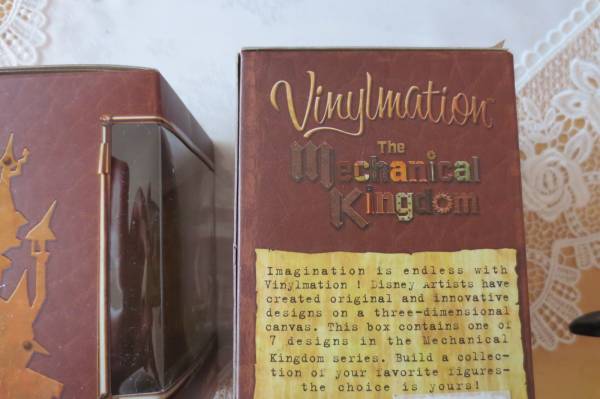 Vinylmation
The
Mechanical
Kingdom
Imagination is endless with
Vinylmation ! Disney Artists have
created original and innovative
designs on a three-dimensional
canvas. This box contains one of
7 designs in the Mechanical
Kingdom series. Build a collec-
tion of your favorite figures-
the choice is yours!